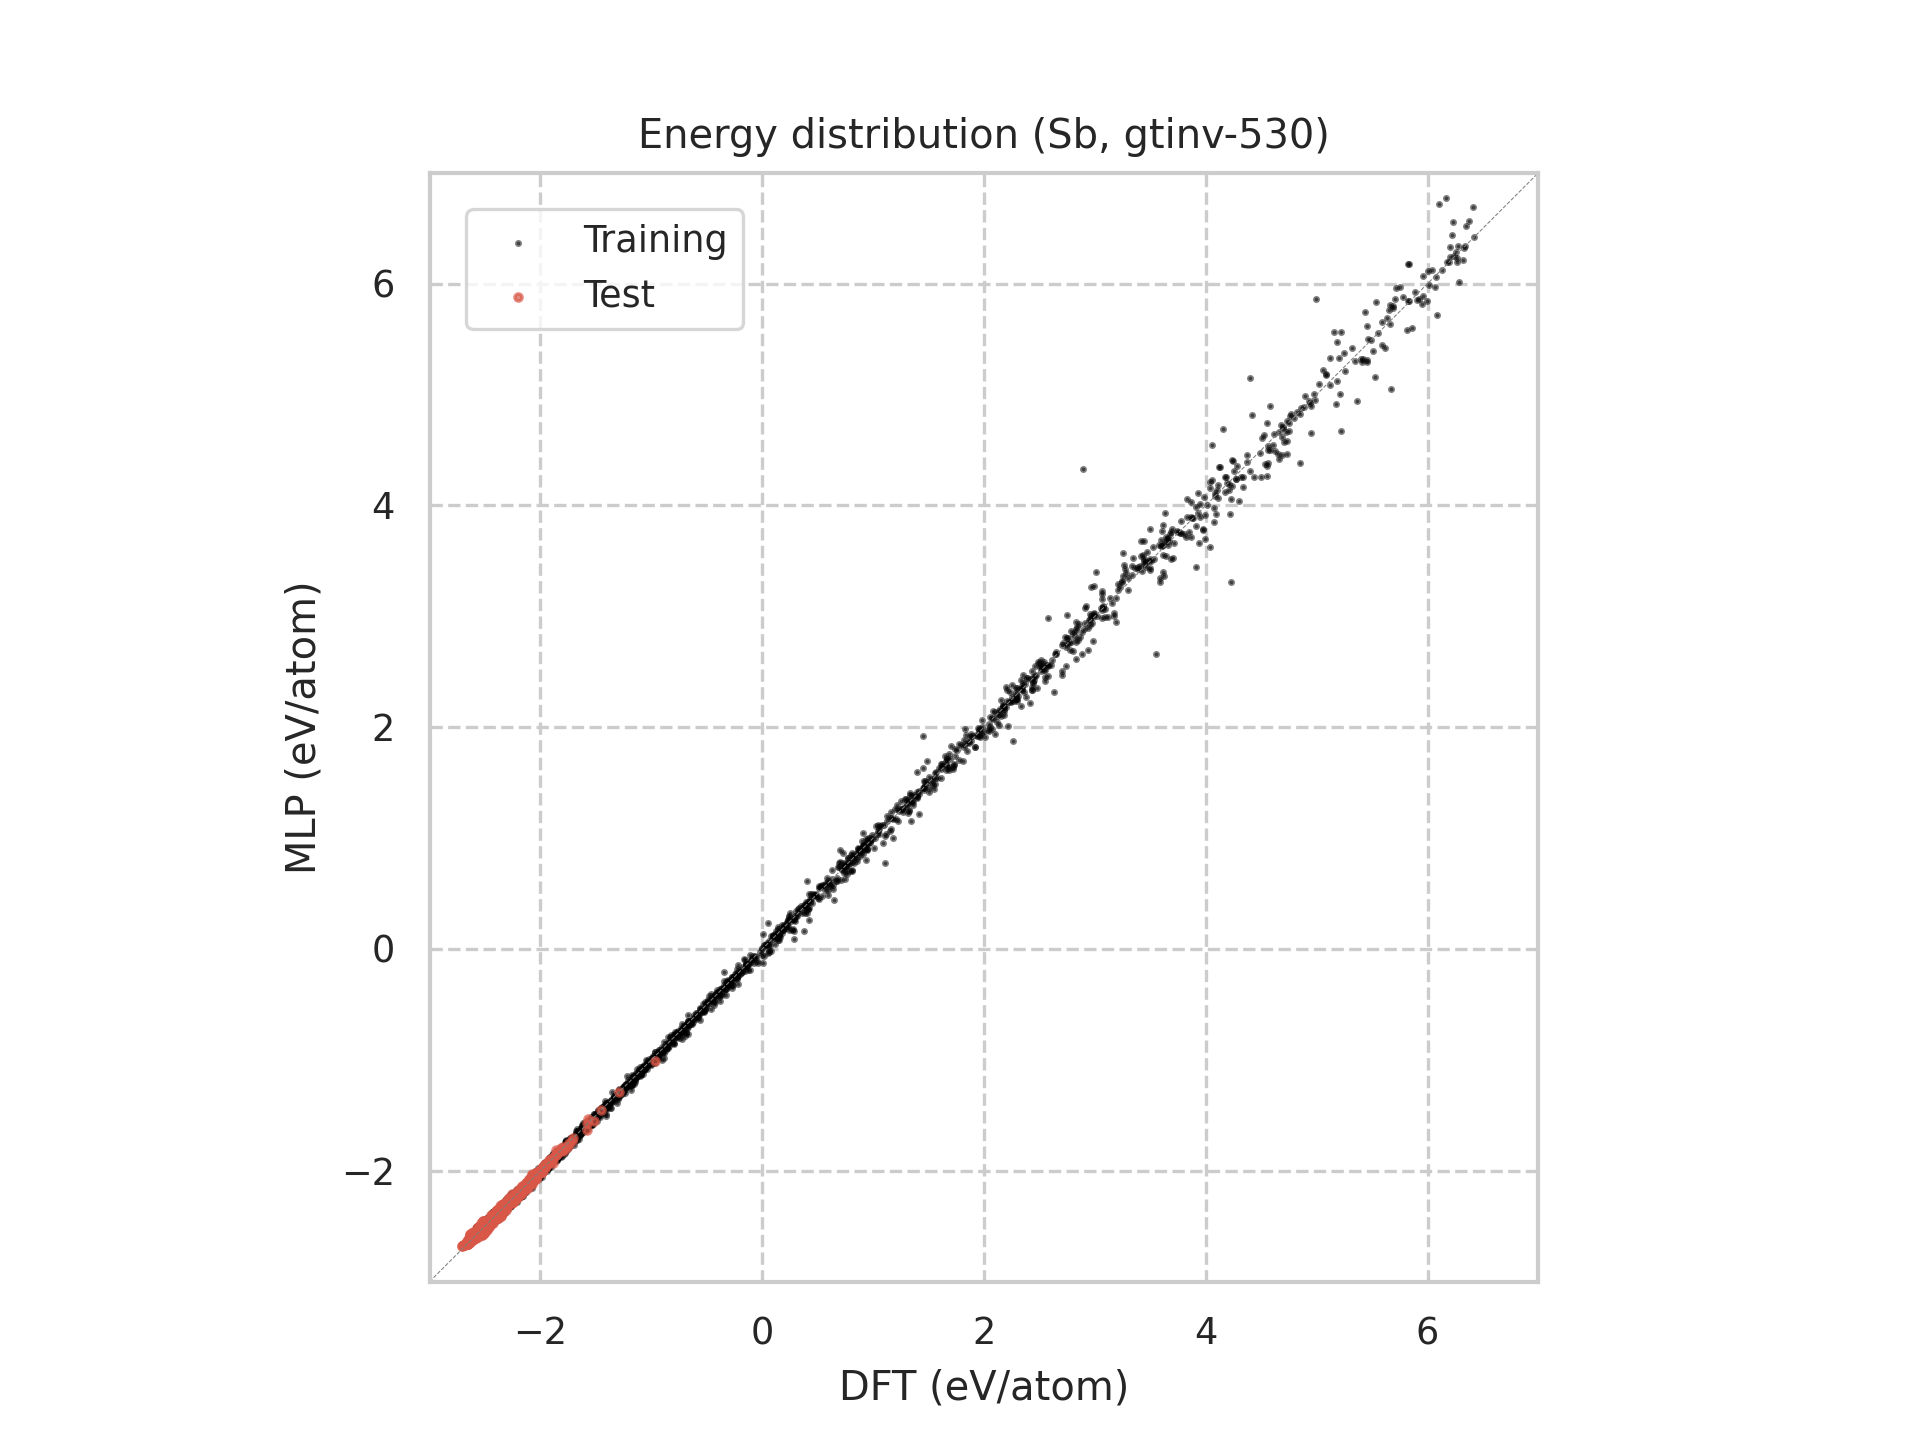 Energy distribution (Sb, gtinv-530)
Training
Test
6
4
2
0
−2
MLP (eV/atom)
−2 0 2 4 6
DFT (eV/atom)